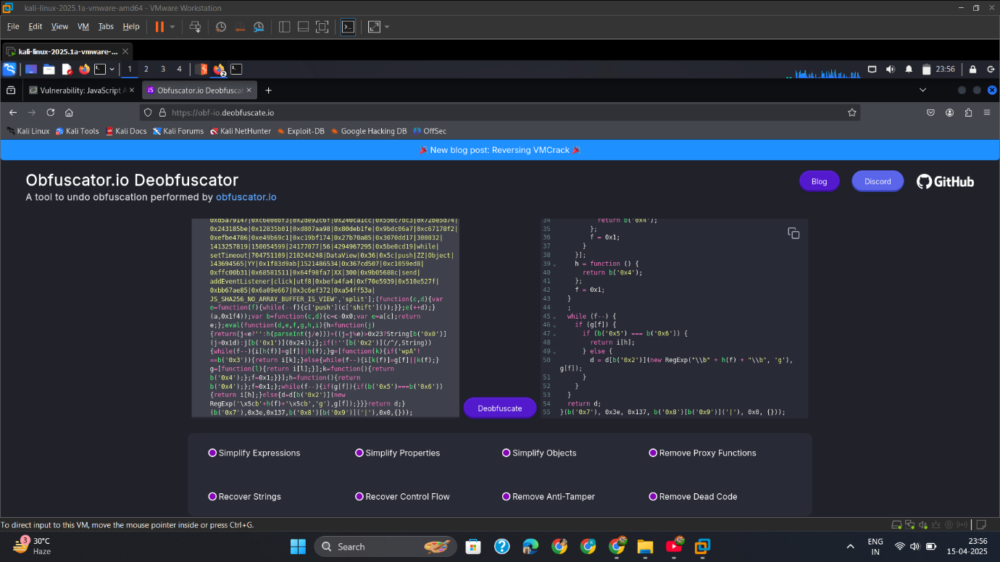 kali-linux-2025.1a-vmware-amd64 - VMware Workstation
File Edit View VM Tabs Help
kali-linux-2025.1a-vmware-...
1 2 3 4 2 23:56
Vulnerability: JavaScript A
JS Obfuscator.io Deobfuscat
https://obf-io.deobfuscate.io
Kali Linux Kali Tools Kali Docs Kali Forums Kali NetHunter Exploit-DB Google Hacking DB OffSec
New blog post: Reversing VMCrack
Obfuscator.io Deobfuscator
A tool to undo obfuscation performed by obfuscator.io
Blog Discord GitHub
0xd5a79147|0xc6e00bf3|0x2de92c6f|0x240ca1cc|0x550c7dc3|0x72be5d74|
0x243185be|0x12835b01|0xd807aa98|0x80deb1fe|0x9bdc06a7|0xc67178f2|
0xefbe4786|0xe49b69c1|0xc19bf174|0x27b70a85|0x3070dd17|300032|
1413257819|150054599|24177077|56|4294967295|0x5be0cd19|while|
setTimeout|704751109|210244248|DataView|0x36|0x5c|push|ZZ|Object|
143694565|YY|0x1f83d9ab|1521486534|0x367cd507|0xc1059ed8|
0xffc00b31|0x68581511|0x64f98fa7|XX|300|0x9b05688c|send|
addEventListener|click|utf8|0xbefa4fa4|0xf70e5939|0x510e527f|
0xbb67ae85|0x6a09e667|0x3c6ef372|0xa54ff53a|
JS_SHA256_NO_ARRAY_BUFFER_IS_VIEW','split'];(function(c,d){var
e=function(f){while(--f){c['push'](c['shift']());}};e(++d);}
(a,0x1f4));var b=function(c,d){c=c-0x0;var e=a[c];return
e;};eval(function(d,e,f,g,h,i){h=function(j)
{return(j<e?'':h(parseInt(j/e)))+((j=j%e)>0x23?String[b('0x0')]
(j+0x1d):j[b('0x1')](0x24));};if(!''[b('0x2')](/^/,String))
{while(f--){i[h(f)]=g[f]||h(f);}g=[function(k){if('wpA'!
==b('0x3')){return i[k];}else{while(f--){i[k(f)]=g[f]||k(f);}
g=[function(l){return i[l];}];k=function(){return
b('0x4');};f=0x1;}}];h=function(){return
b('0x4');};f=0x1;};while(f--){if(g[f]){if(b('0x5')===b('0x6'))
{return i[h];}else{d=d[b('0x2')](new
RegExp('\x5cb'+h(f)+'\x5cb','g'),g[f]);}}}return d;}
(b('0x7'),0x3e,0x137,b('0x8')[b('0x9')]('|'),0x0,{}));
Deobfuscate
34 return b('0x4');
35 };
36 f = 0x1;
37 }
38 }];
39 h = function () {
40 return b('0x4');
41 };
42 f = 0x1;
43 }
44 ;
45 while (f--) {
46 if (g[f]) {
47 if (b('0x5') === b('0x6')) {
48 return i[h];
49 } else {
50 d = d[b('0x2')](new RegExp("\\b" + h(f) + "\\b", 'g'),
g[f]);
51 }
52 }
53 }
54 return d;
55 }(b('0x7'), 0x3e, 0x137, b('0x8')[b('0x9')]('|'), 0x0, {}));
Simplify Expressions Simplify Properties Simplify Objects Remove Proxy Functions
Recover Strings Recover Control Flow Remove Anti-Tamper Remove Dead Code
To direct input to this VM, move the mouse pointer inside or press Ctrl+G.
3 30°C
Haze
Search
ENG
IN
23:56
15-04-2025